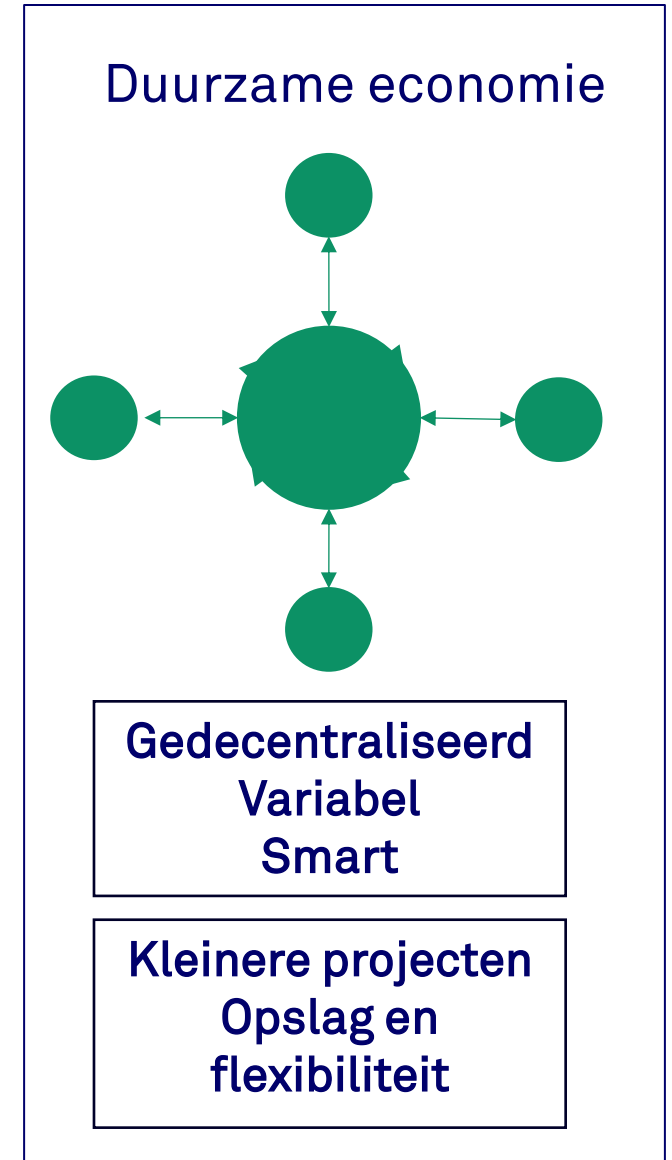 Duurzame economie
Gedecentraliseerd
Variabel
Smart
Kleinere projecten
Opslag en
flexibiliteit